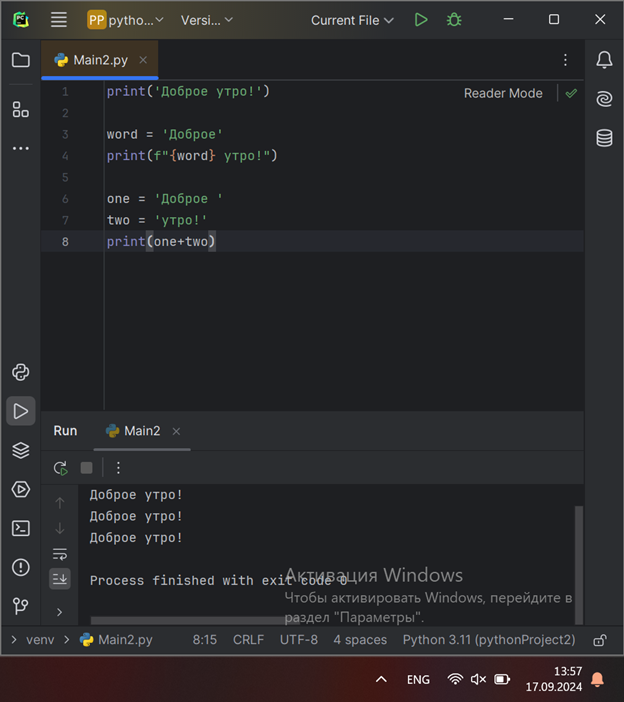 PP pytho... Versi... Current File
Main2.py
Reader Mode
1 print('Доброе утро!')
2
3 word = 'Доброе'
4 print(f"{word} утро!")
5
6 one = 'Доброе '
7 two = 'утро!'
8 print(one+two)
Run Main2
Доброе утро!
Доброе утро!
Доброе утро!
Process finished with exit code 0
Активация Windows
Чтобы активировать Windows, перейдите в
раздел "Параметры".
venv > Main2.py 8:15 CRLF UTF-8 4 spaces Python 3.11 (pythonProject2)
ENG 13:57
17.09.2024